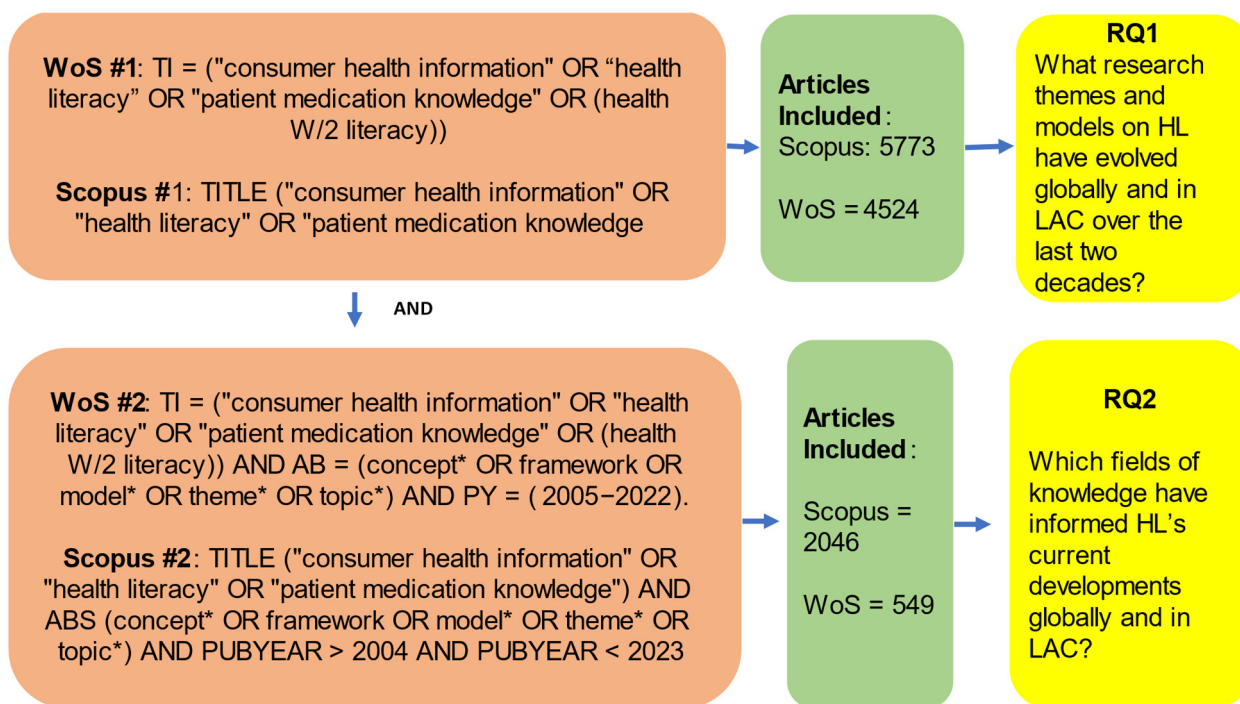 WoS #1: TI = ("consumer health information" OR “health
literacy” OR "patient medication knowledge" OR (health
W/2 literacy))
Scopus #1: TITLE ("consumer health information" OR
"health literacy" OR "patient medication knowledge
Articles
Included :
Scopus: 5773
WoS = 4524
RQ1
What research
themes and
models on HL
have evolved
globally and in
LAC over the
last two
decades?
AND
WoS #2: TI = ("consumer health information" OR "health
literacy" OR "patient medication knowledge" OR (health
W/2 literacy)) AND AB = (concept* OR framework OR
model* OR theme* OR topic*) AND PY = ( 2005–2022).
Scopus #2: TITLE ("consumer health information" OR
"health literacy" OR "patient medication knowledge") AND
ABS (concept* OR framework OR model* OR theme* OR
topic*) AND PUBYEAR > 2004 AND PUBYEAR < 2023
Articles
Included :
Scopus =
2046
WoS = 549
RQ2
Which fields of
knowledge have
informed HL’s
current
developments
globally and in
LAC?